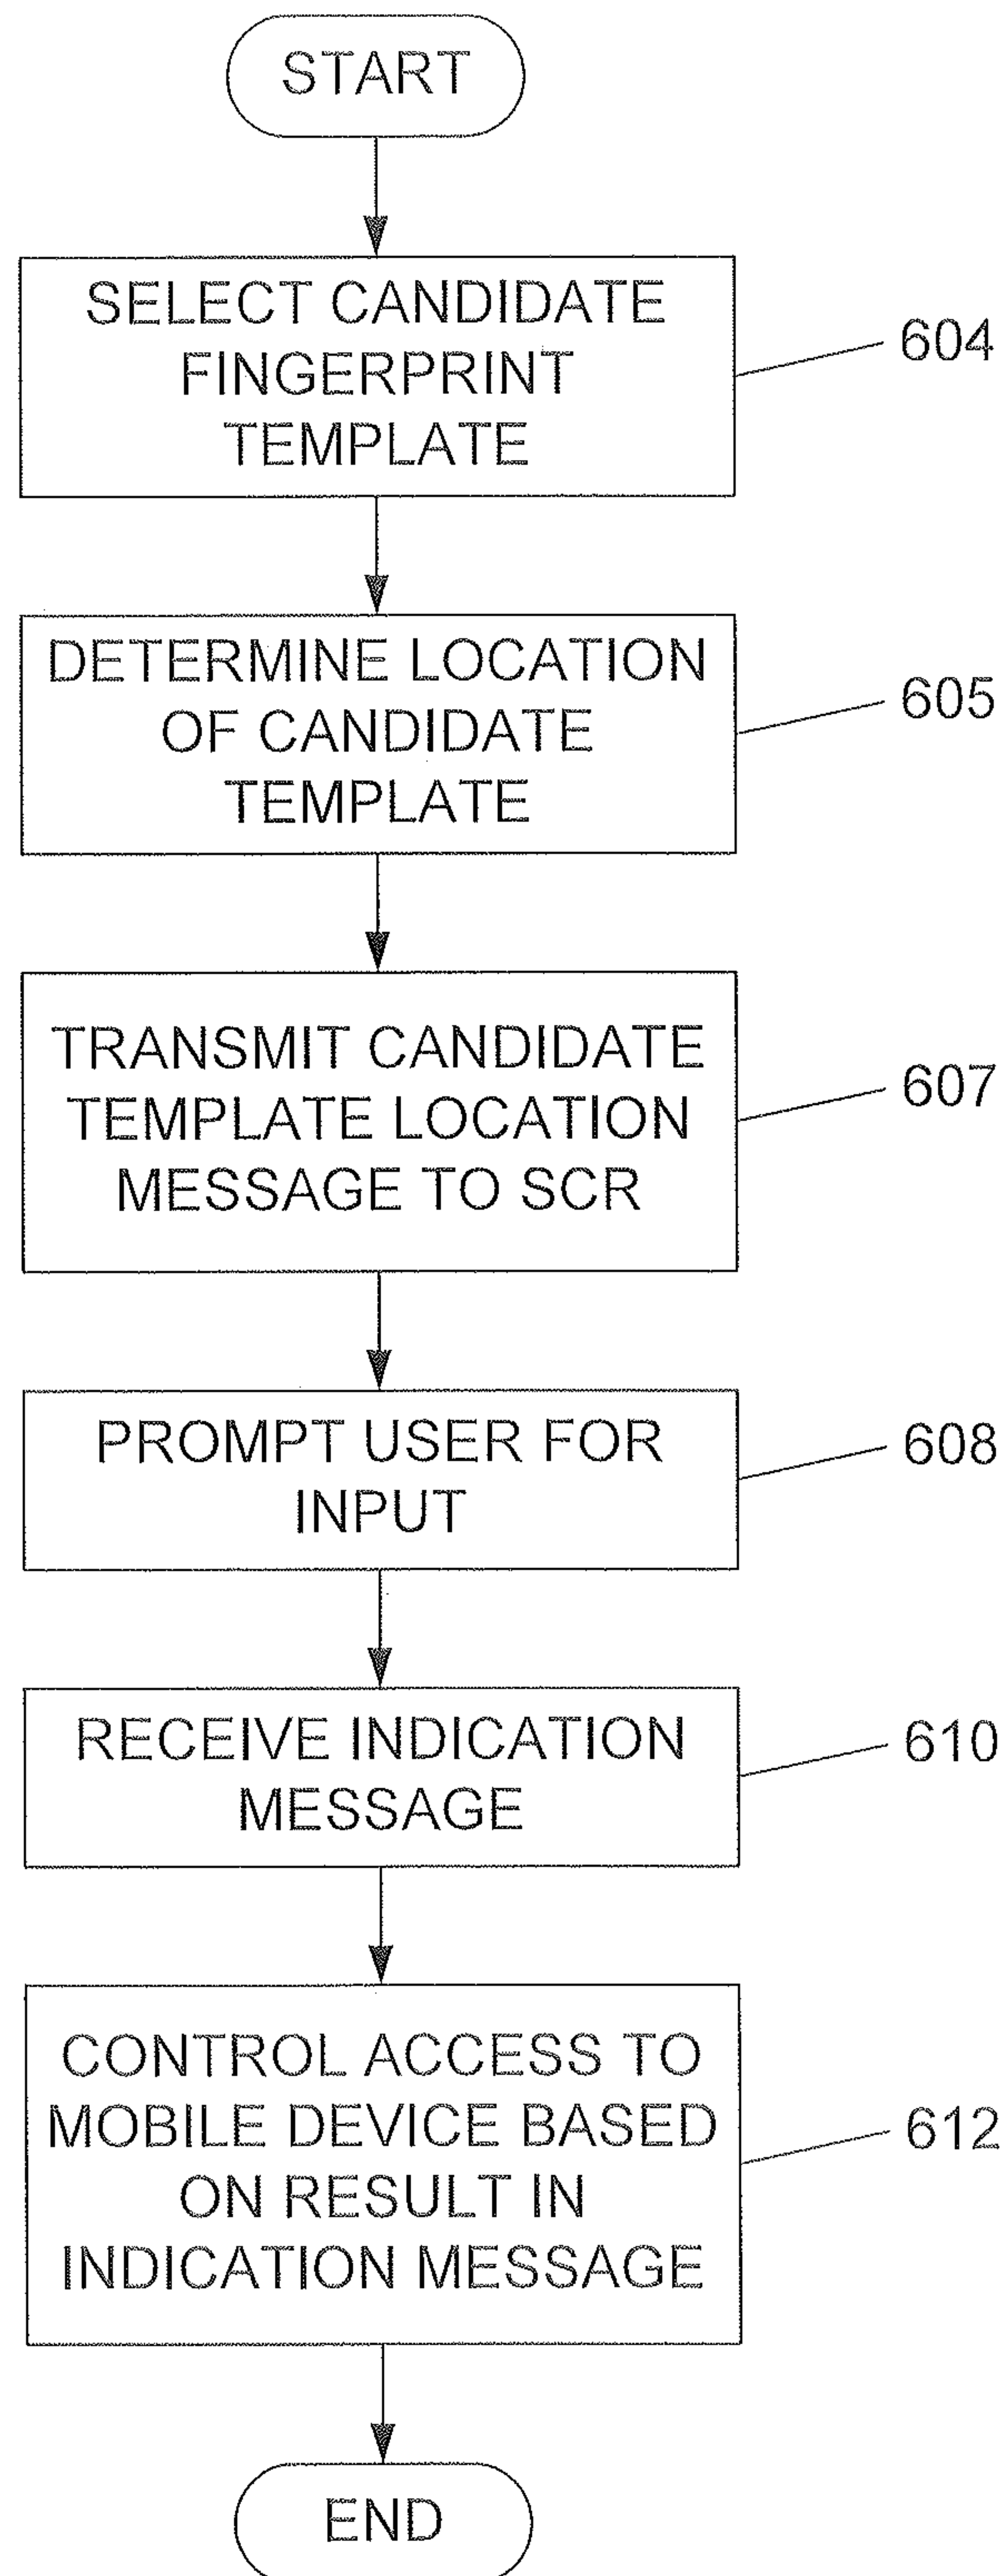 START
SELECT CANDIDATE
FINGERPRINT
TEMPLATE
604
DETERMINE LOCATION
OF CANDIDATE
TEMPLATE
605
TRANSMIT CANDIDATE
TEMPLATE LOCATION
MESSAGE TO SCR
607
PROMPT USER FOR
INPUT
608
RECEIVE INDICATION
MESSAGE
610
CONTROL ACCESS TO
MOBILE DEVICE BASED
ON RESULT IN
INDICATION MESSAGE
612
END